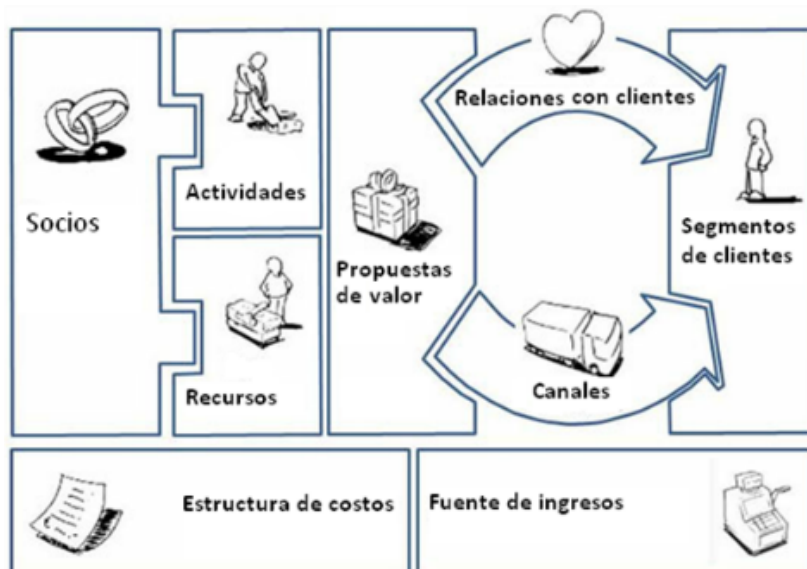 Socios
Actividades
Recursos
Propuestas
de valor
Relaciones con clientes
Canales
Segmentos
de clientes
Estructura de costos
Fuente de ingresos